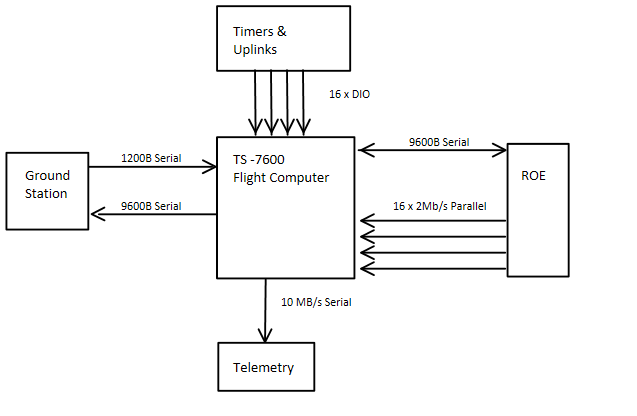 Timers &
Uplinks
16 x DIO
1200B Serial
9600B Serial
TS -7600
Flight Computer
Ground
Station
ROE
9600B Serial
16 x 2Mb/s Parallel
10 MB/s Serial
Telemetry